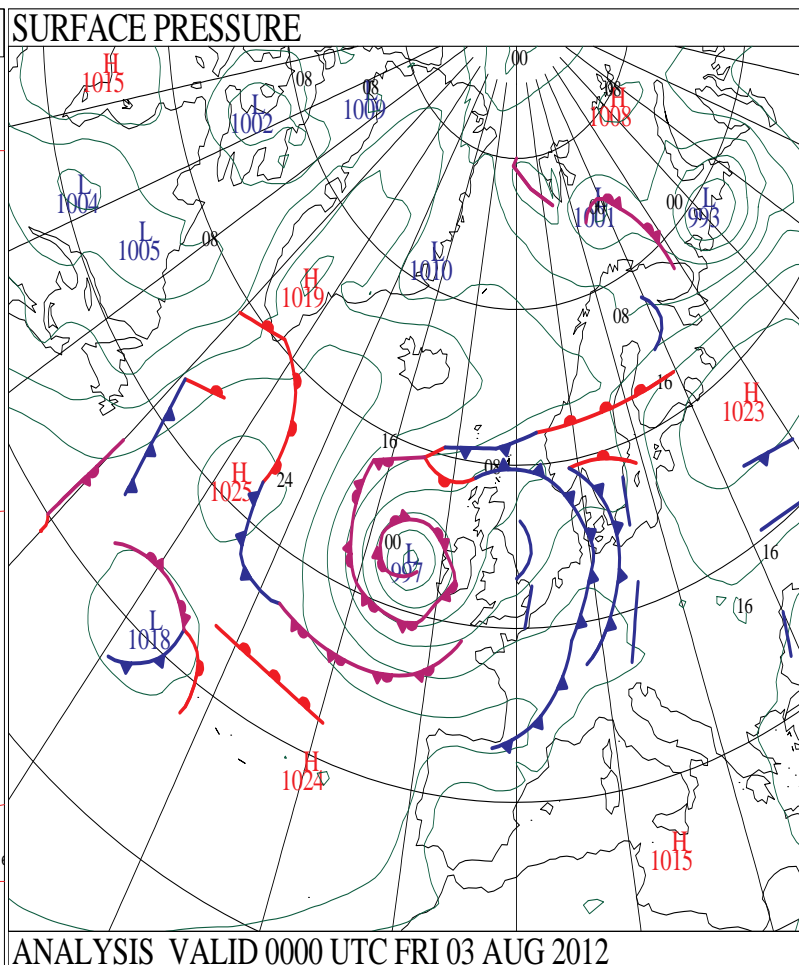 SURFACE PRESSURE
00
H
1015
08
08
L
1009
L
1002
H
1008
L
1004
L
1001
00
L
993
L
1005
08
L
1010
H
1019
08
16
H
1023
16
08
H
1025
24
00
L
997
16
16
L
1018
H
1024
H
1015
ANALYSIS VALID 0000 UTC FRI 03 AUG 2012